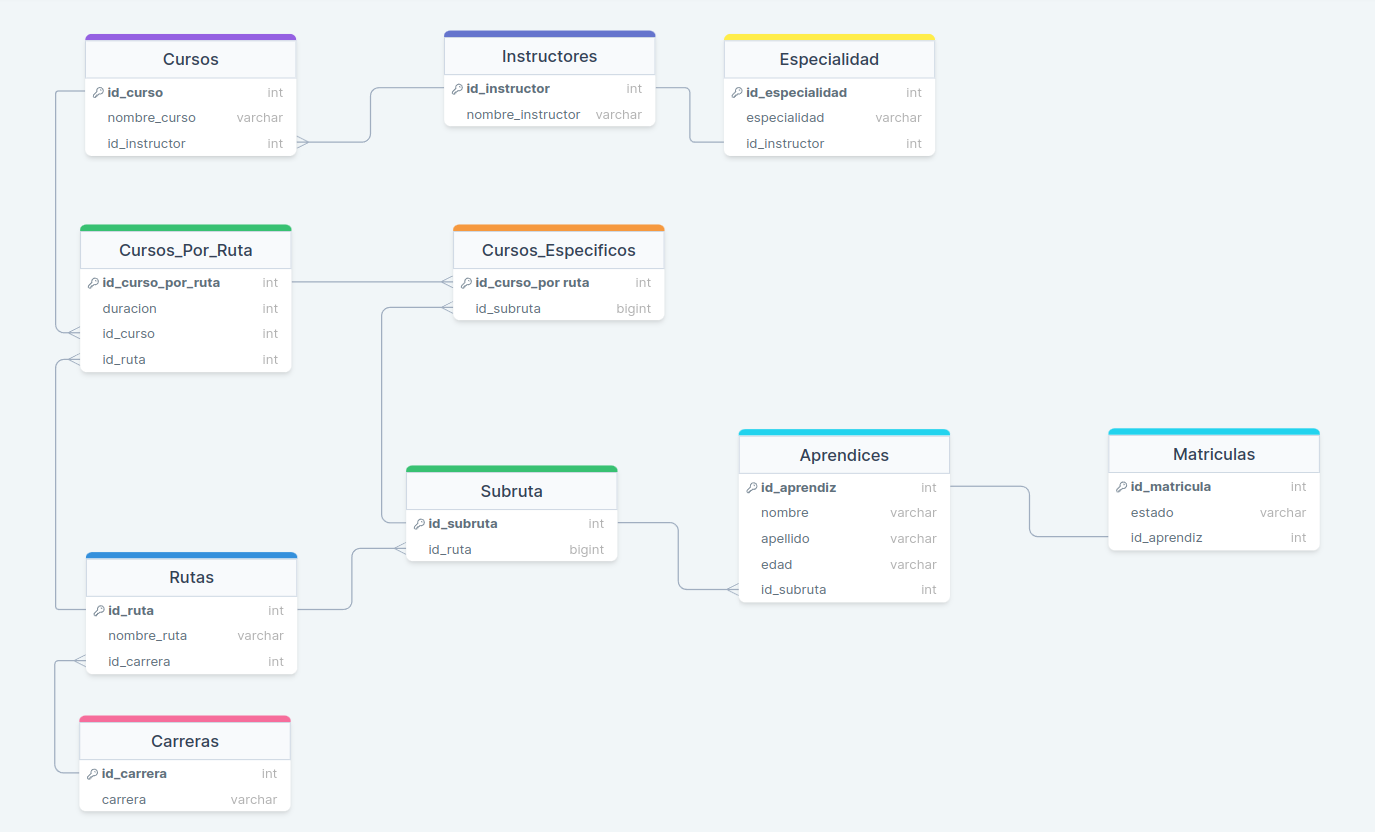 Cursos
id_curso int
nombre_curso varchar
id_instructor int
Instructores
id_instructor int
nombre_instructor varchar
Especialidad
id_especialidad int
especialidad varchar
id_instructor int
Cursos_Por_Ruta
id_curso_por_ruta int
duracion int
id_curso int
id_ruta int
Cursos_Especificos
id_curso_por ruta int
id_subruta bigint
Subruta
id_subruta int
id_ruta bigint
Aprendices
id_aprendiz int
nombre varchar
apellido varchar
edad varchar
id_subruta int
Matriculas
id_matricula int
estado varchar
id_aprendiz int
Rutas
id_ruta int
nombre_ruta varchar
id_carrera int
Carreras
id_carrera int
carrera varchar